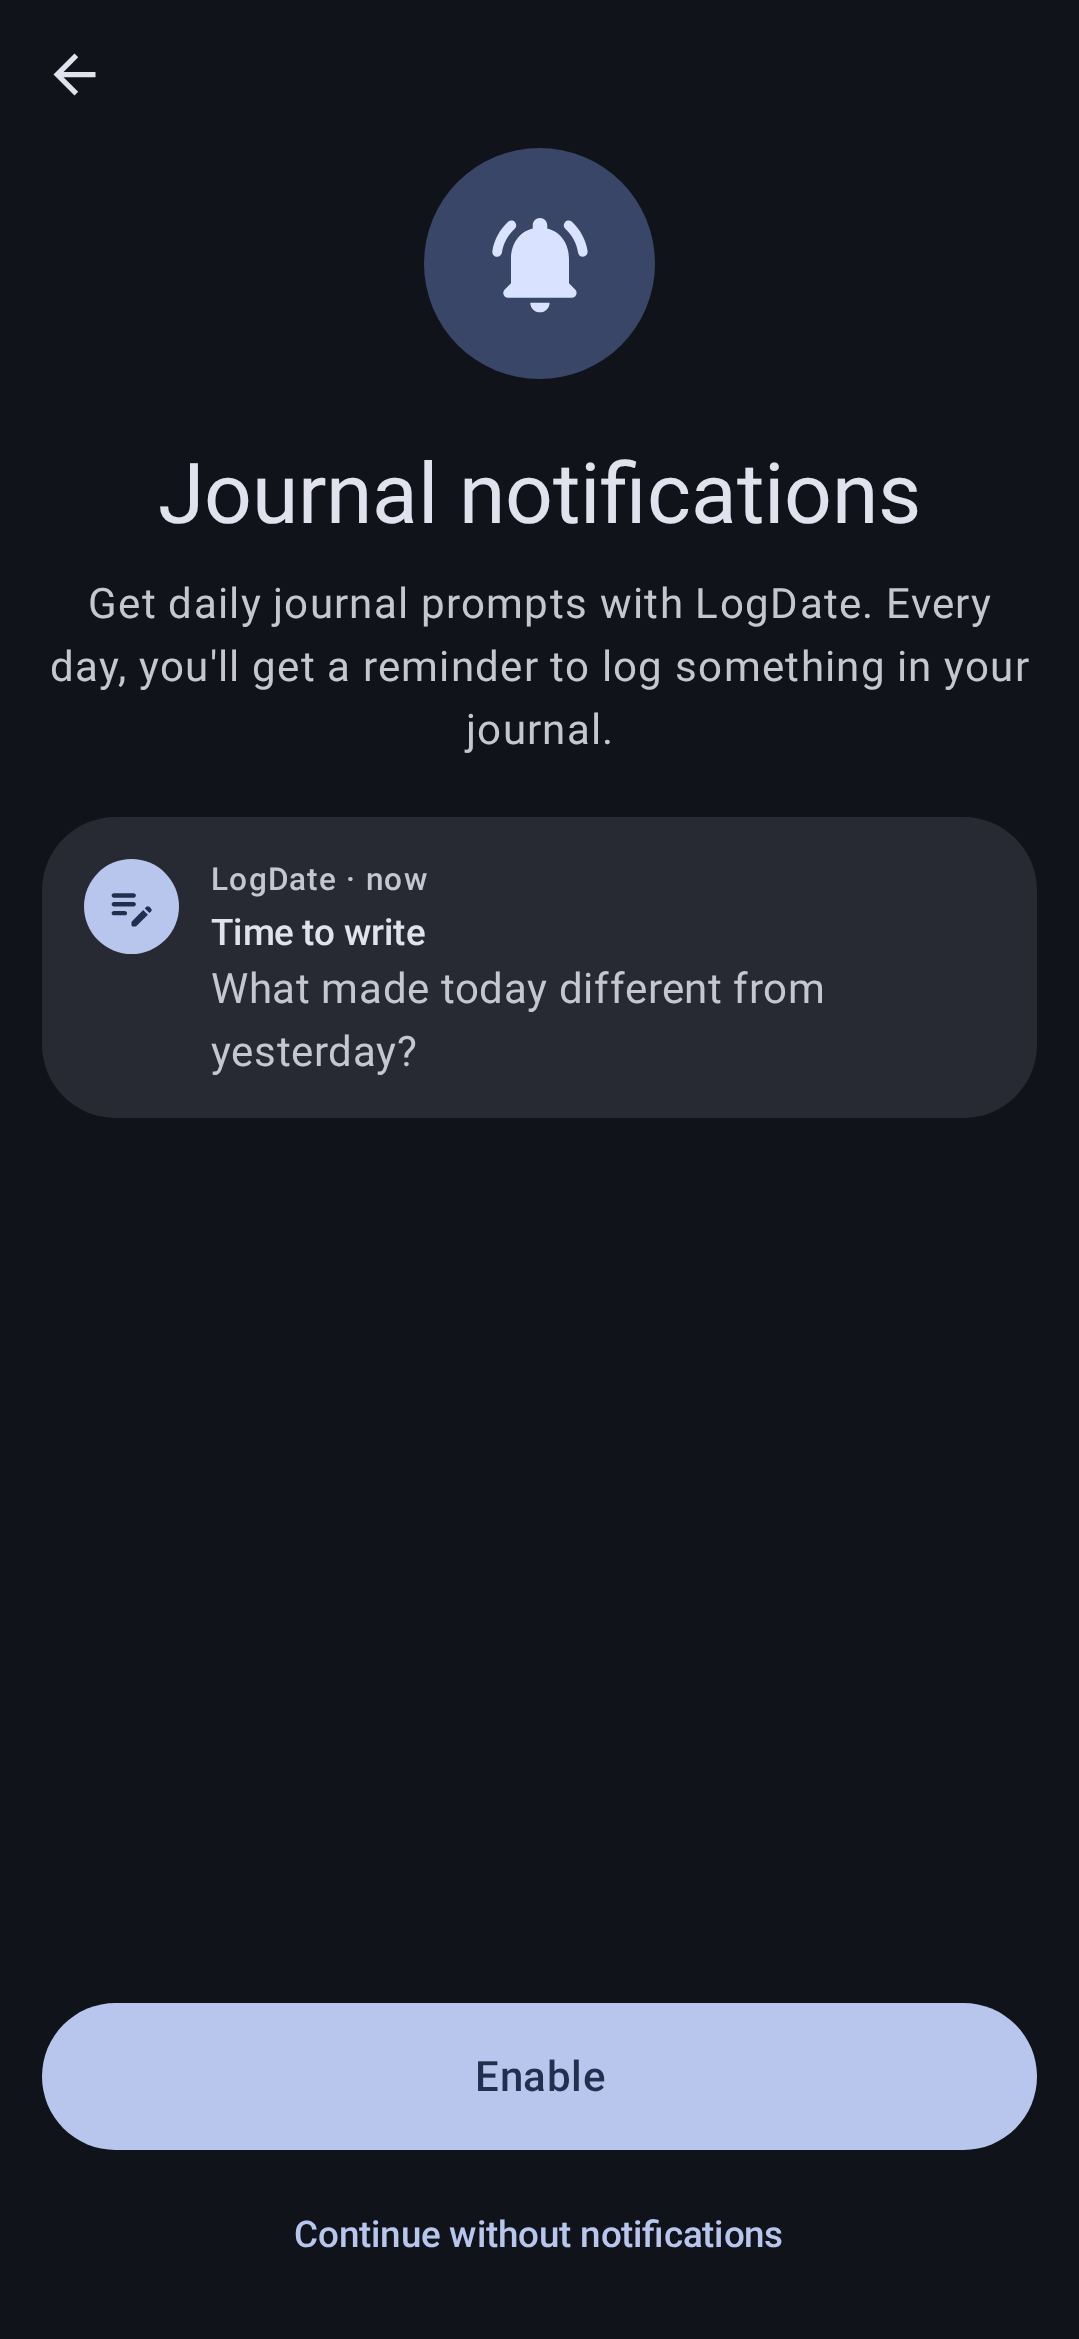 Journal notifications
Get daily journal prompts with LogDate. Every
day, you'll get a reminder to log something in your
journal.
LogDate · now
Time to write
What made today different from
yesterday?
Enable
Continue without notifications